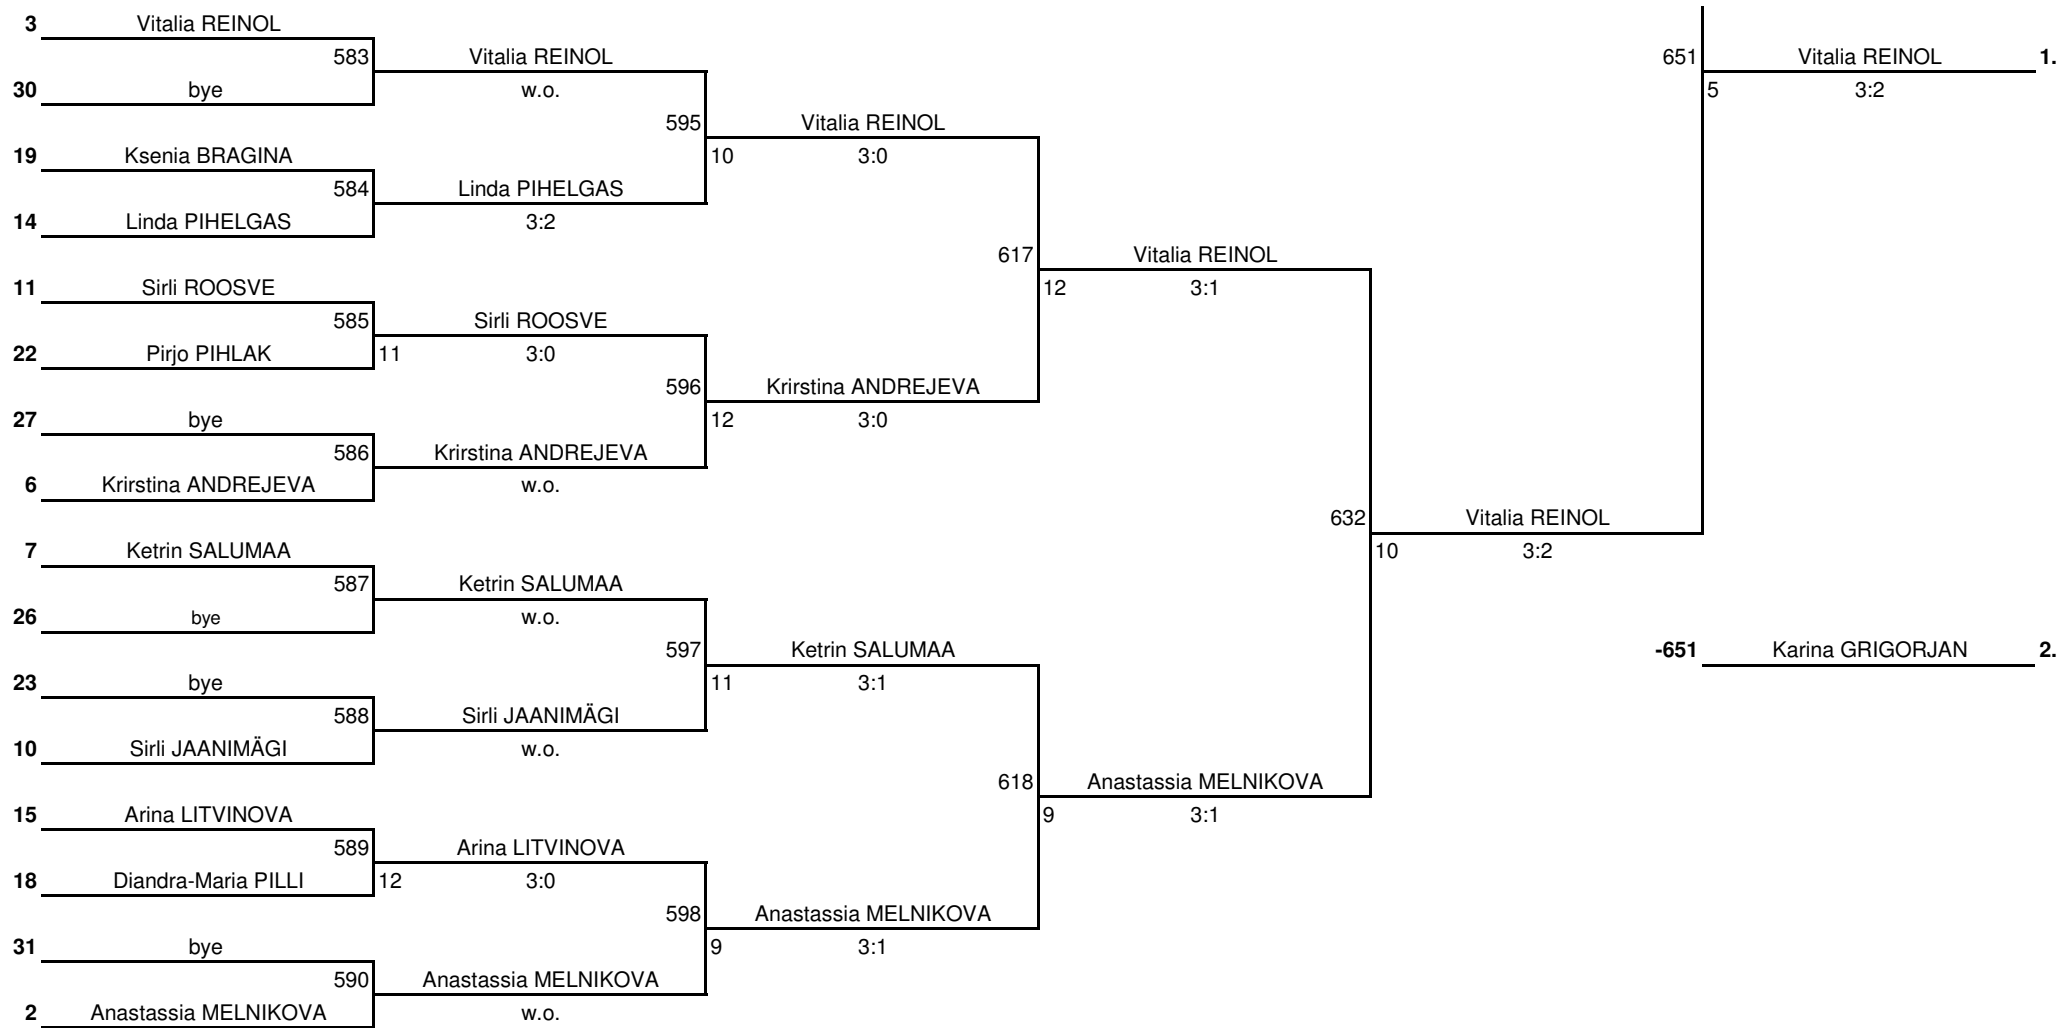 3 Vitalia REINOL
583 Vitalia REINOL 651 Vitalia REINOL 1.
30 bye w.o. 5 3:2
595 Vitalia REINOL
19 Ksenia BRAGINA 10 3:0
584 Linda PIHELGAS
14 Linda PIHELGAS 3:2
617 Vitalia REINOL
11 Sirli ROOSVE 12 3:1
585 Sirli ROOSVE
22 Pirjo PIHLAK 11 3:0
596 Krirstina ANDREJEVA
27 bye 12 3:0
586 Krirstina ANDREJEVA
6 Krirstina ANDREJEVA w.o.
632 Vitalia REINOL
7 Ketrin SALUMAA 10 3:2
587 Ketrin SALUMAA
26 bye w.o.
597 Ketrin SALUMAA -651 Karina GRIGORJAN 2.
23 bye 11 3:1
588 Sirli JAANIMÄGI
10 Sirli JAANIMÄGI w.o.
618 Anastassia MELNIKOVA
15 Arina LITVINOVA 9 3:1
589 Arina LITVINOVA
18 Diandra-Maria PILLI 12 3:0
598 Anastassia MELNIKOVA
31 bye 9 3:1
590 Anastassia MELNIKOVA
2 Anastassia MELNIKOVA w.o.